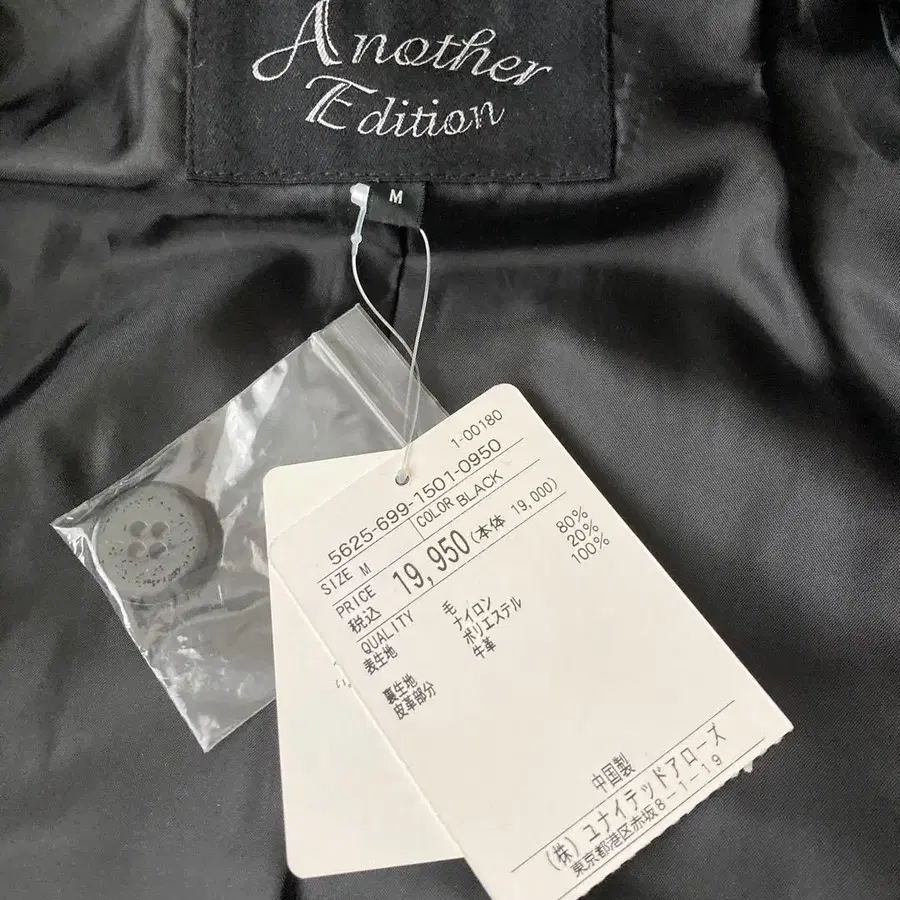 Another
Edition
M
1-00180
5625-699-1501-0950
SIZE M COLOR BLACK
PRICE
税込 19,950(本体 19,000)
QUALITY
表生地 毛 80%
ナイロン 20%
裏生地 ポリエステル 100%
皮革部分 牛革
中国製
(株) ユナイテッドアローズ
東京都港区赤坂8-1-19